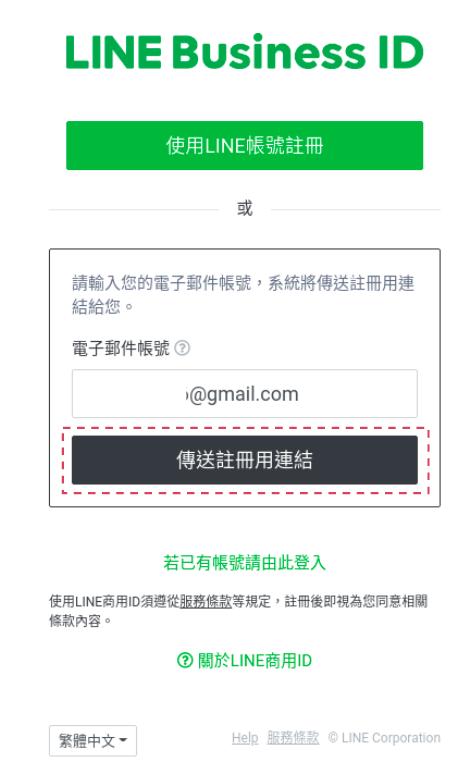 LINE Business ID
使用LINE帳號註冊
或
請輸入您的電子郵件帳號，系統將傳送註冊用連
結給您。
電子郵件帳號 ?
@gmail.com
傳送註冊用連結
若已有帳號請由此登入
使用LINE商用ID須遵從服務條款等規定，註冊後即視為您同意相關
條款內容。
? 關於LINE商用ID
繁體中文 Help 服務條款 © LINE Corporation